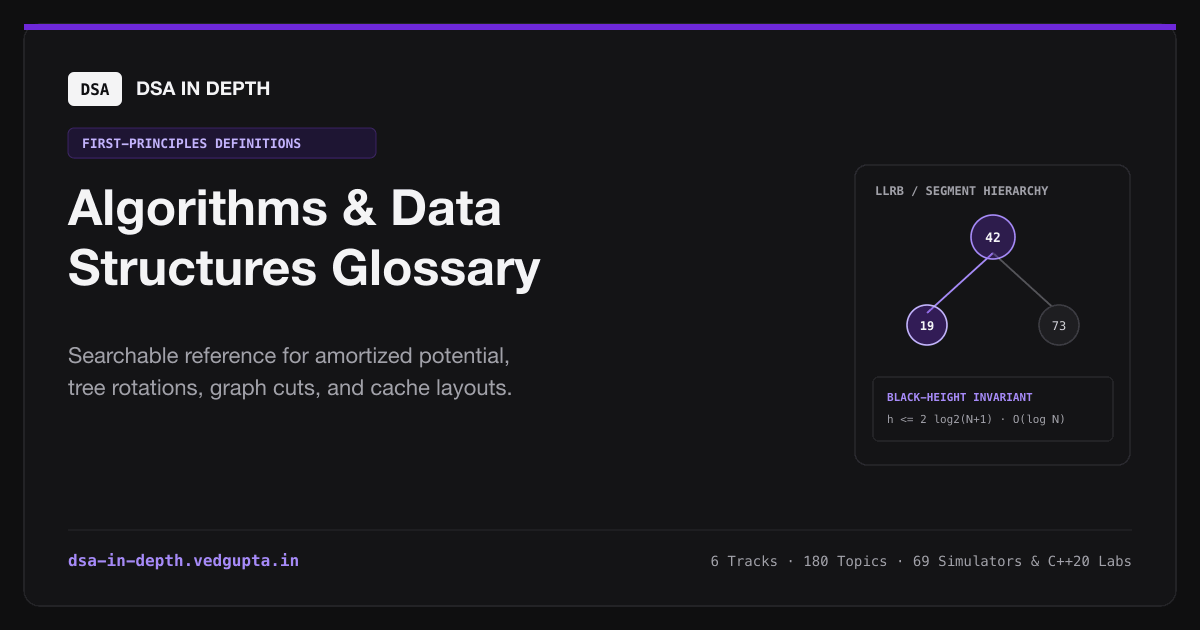 DSA
DSA IN DEPTH
FIRST-PRINCIPLES DEFINITIONS
Algorithms & Data
Structures Glossary
Searchable reference for amortized potential,
tree rotations, graph cuts, and cache layouts.
LLRB / SEGMENT HIERARCHY
42
19
73
BLACK-HEIGHT INVARIANT
h <= 2 log2(N+1) · O(log N)
dsa-in-depth.vedgupta.in
6 Tracks · 180 Topics · 69 Simulators & C++20 Labs